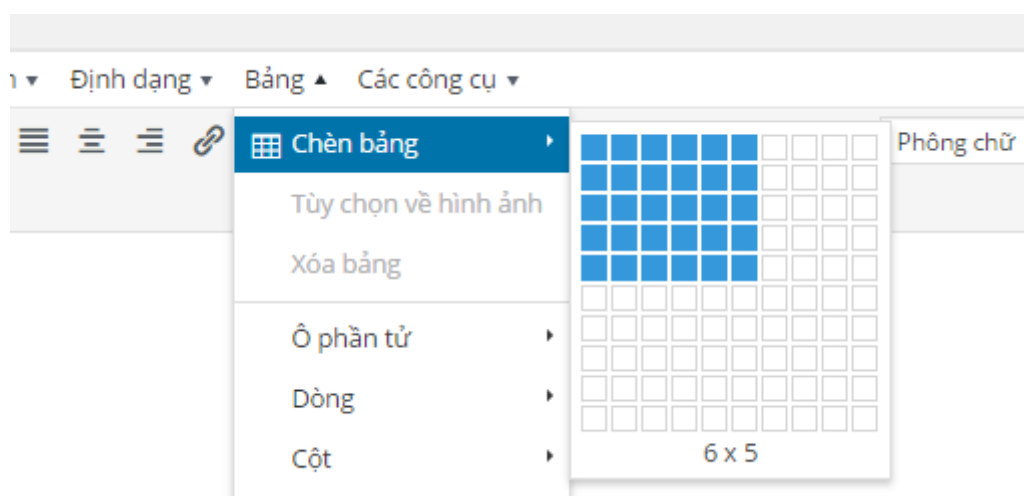 Định dạng Bảng Các công cụ
Chèn bảng
Phông chữ
Tùy chọn về hình ảnh
Xóa bảng
Ô phần tử
Dòng
Cột
6 x 5